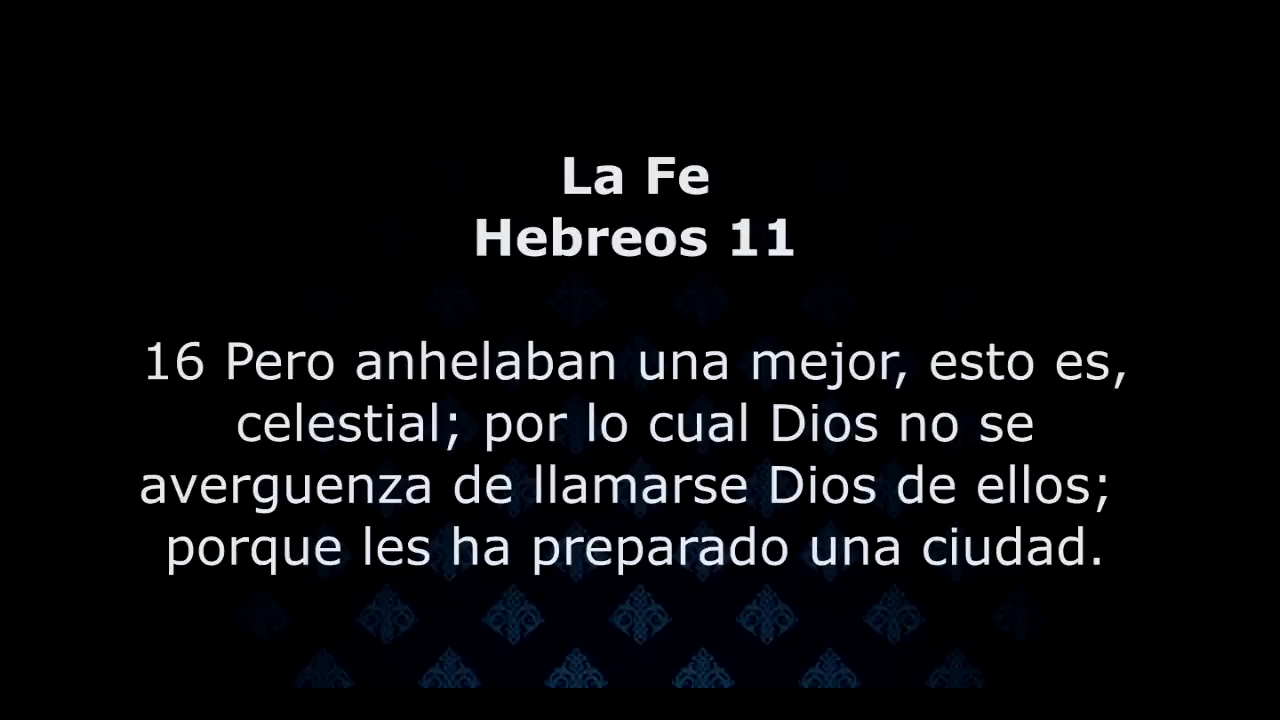 La Fe
Hebreos 11
16 Pero anhelaban una mejor, esto es,
celestial; por lo cual Dios no se
averguenza de llamarse Dios de ellos;
porque les ha preparado una ciudad.